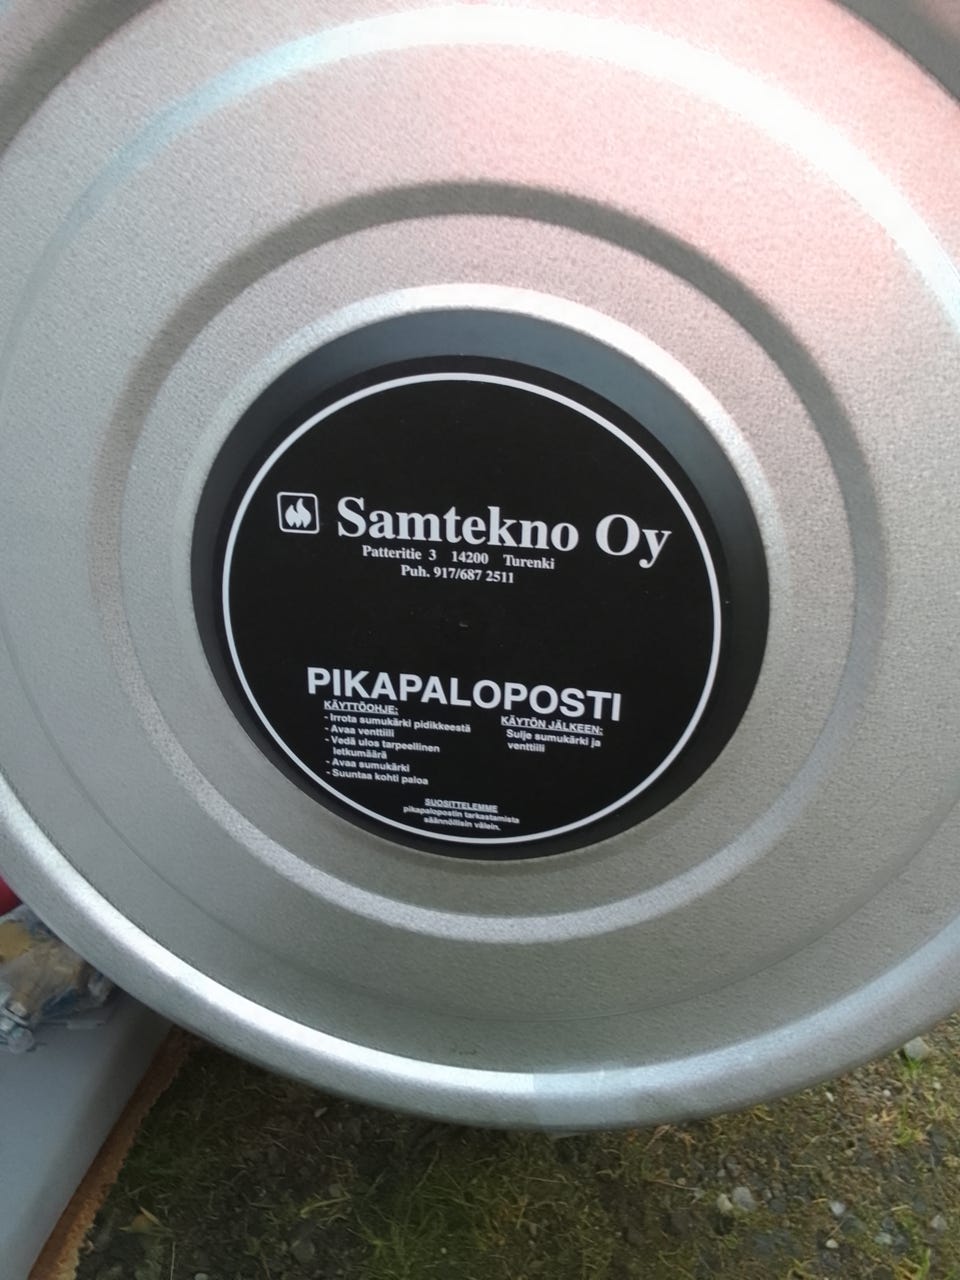 Samtekno Oy
Patteritie 3 14200 Turenki
Puh. 917/687 2511
PIKAPALOPOSTI
KÄYTTÖOHJE:
- Irrota sumukärki pidikkeestä
- Avaa venttiili
- Vedä ulos tarpeellinen
letkumäärä
- Avaa sumukärki
- Suuntaa kohti paloa
KÄYTÖN JÄLKEEN:
Sulje sumukärki ja
venttiili
SUOSITTELEMME
pikapalopostin tarkastamista
säännöllisin välein.